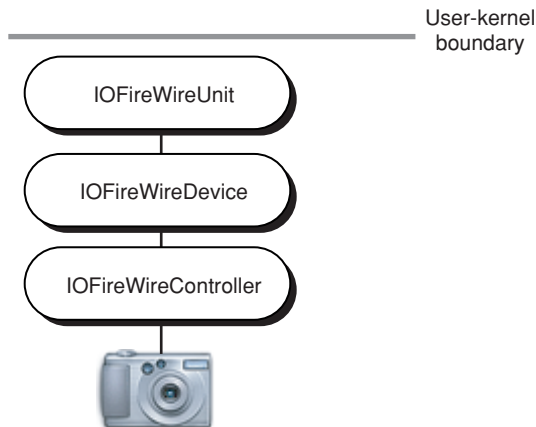 User-kernel
boundary
IOFireWireUnit
IOFireWireDevice
IOFireWireController